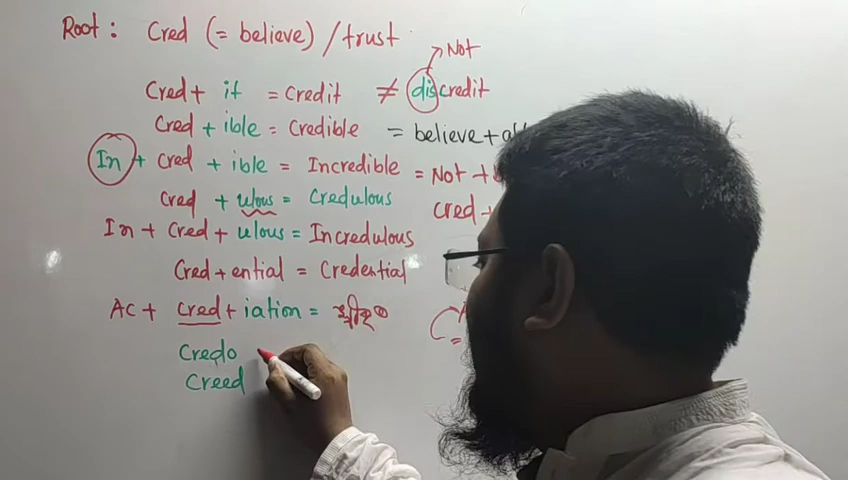 Root: Cred (= believe) / trust
Not
Cred + it = Credit ≠ discredit
Cred + ible = Credible = believe +
In + cred + ible = Incredible = Not +
cred + ulous = Credulous cred +
In + Cred + ulous = Incredulous
Cred + ential = Credential
AC + cred + iation =
Credo
Creed